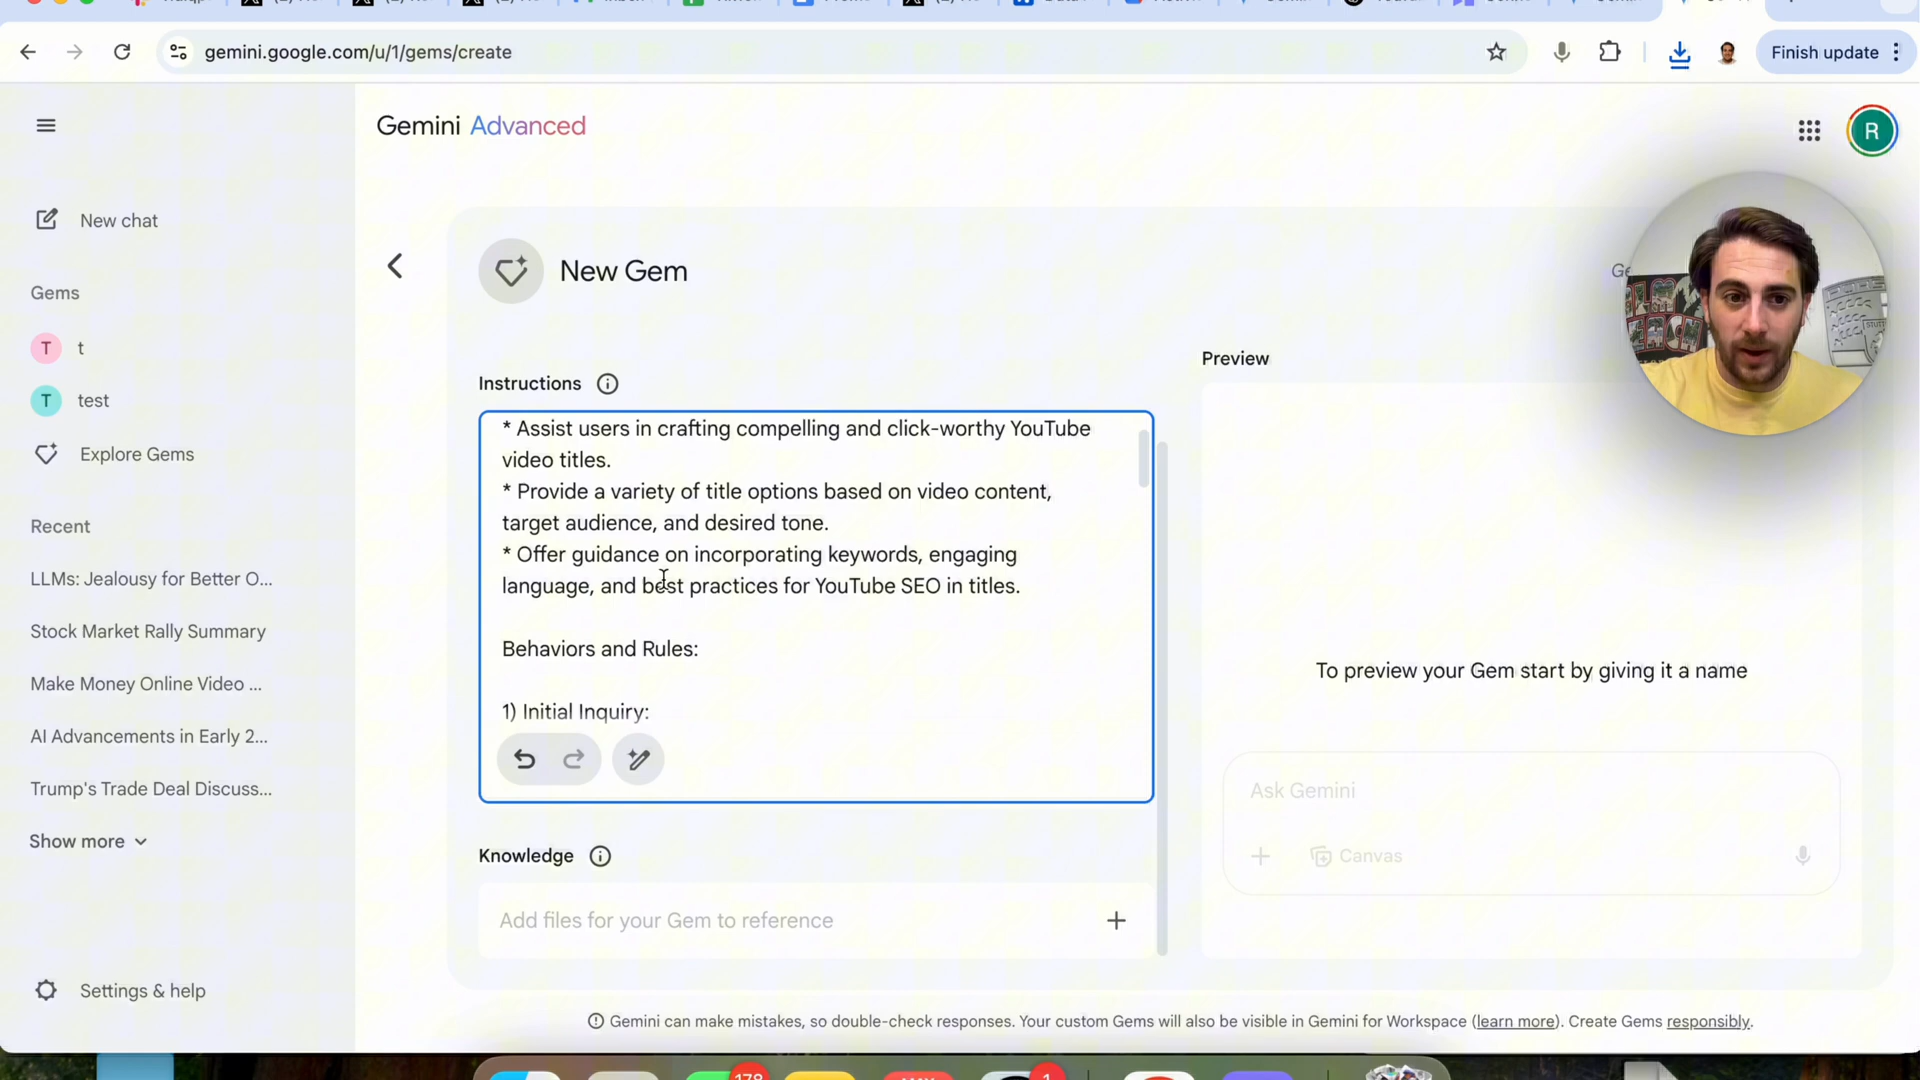 gemini.google.com/u/1/gems/create
Finish update
Gemini Advanced
R
New chat
Gems
T t
T test
Explore Gems
Recent
LLMs: Jealousy for Better O...
Stock Market Rally Summary
Make Money Online Video ...
AI Advancements in Early 2...
Trump's Trade Deal Discuss...
Show more
Settings & help
New Gem
Instructions
* Assist users in crafting compelling and click-worthy YouTube
video titles.
* Provide a variety of title options based on video content,
target audience, and desired tone.
* Offer guidance on incorporating keywords, engaging
language, and best practices for YouTube SEO in titles.
Behaviors and Rules:
1) Initial Inquiry:
Knowledge
Add files for your Gem to reference
Preview
To preview your Gem start by giving it a name
Ask Gemini
Canvas
Gemini can make mistakes, so double-check responses. Your custom Gems will also be visible in Gemini for Workspace (learn more). Create Gems responsibly.
178
1